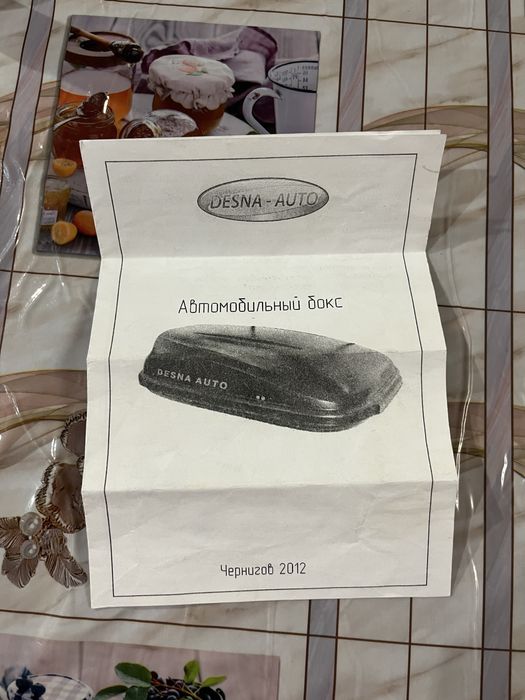 DESNA - AUTO
Автомобильный бокс
DESNA AUTO
Чернигов 2012